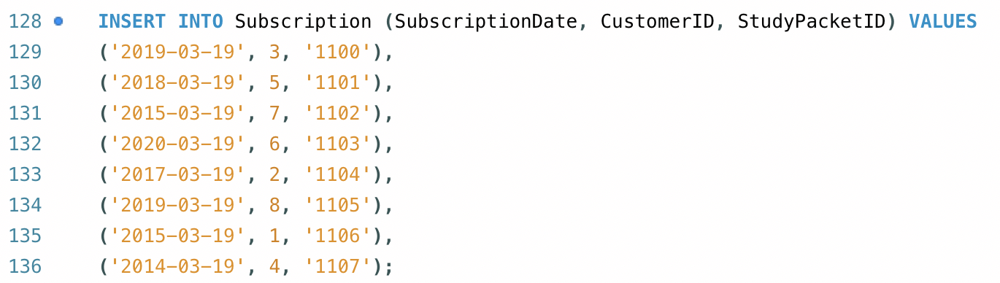 128 INSERT INTO Subscription (SubscriptionDate, CustomerID, StudyPacketID) VALUES
129 ('2019-03-19', 3, '1100'),
130 ('2018-03-19', 5, '1101'),
131 ('2015-03-19', 7, '1102'),
132 ('2020-03-19', 6, '1103'),
133 ('2017-03-19', 2, '1104'),
134 ('2019-03-19', 8, '1105'),
135 ('2015-03-19', 1, '1106'),
136 ('2014-03-19', 4, '1107');